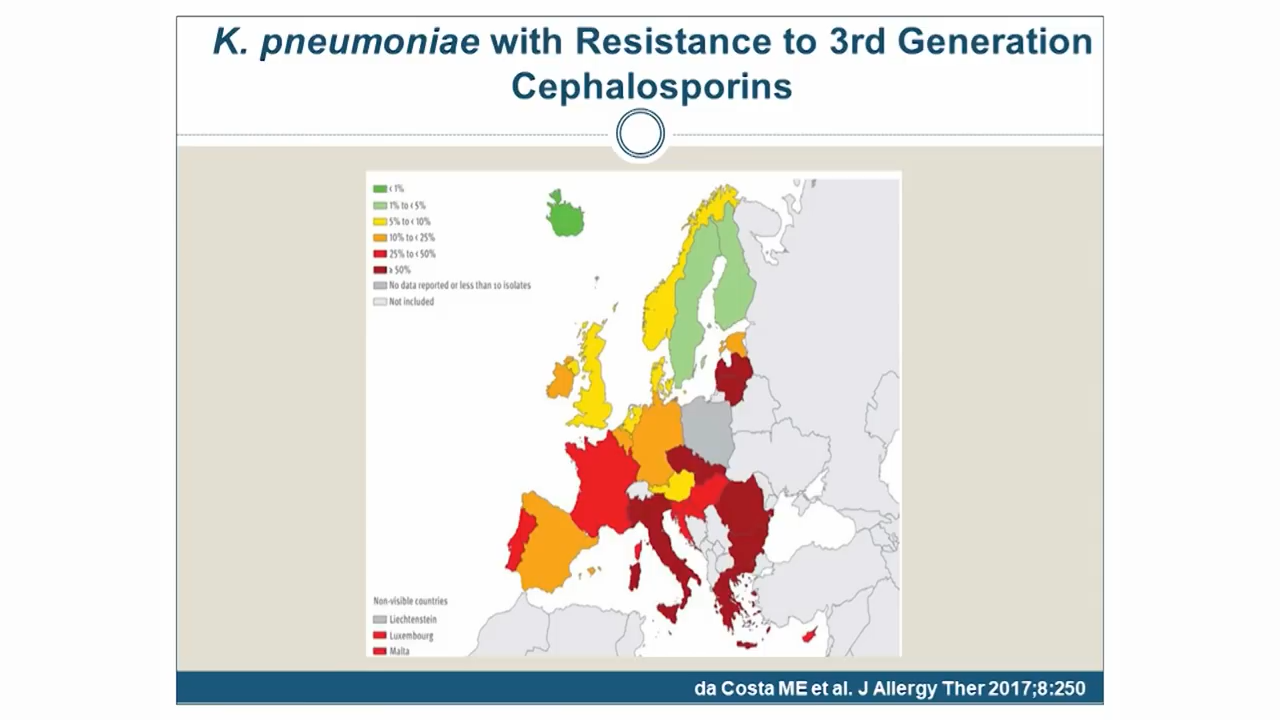 K. pneumoniae with Resistance to 3rd Generation
Cephalosporins
< 1%
1% to < 5%
5% to < 10%
10% to < 25%
25% to < 50%
≥ 50%
No data reported or less than 10 isolates
Not included
Non-visible countries
Liechtenstein
Luxembourg
Malta
da Costa ME et al. J Allergy Ther 2017;8:250